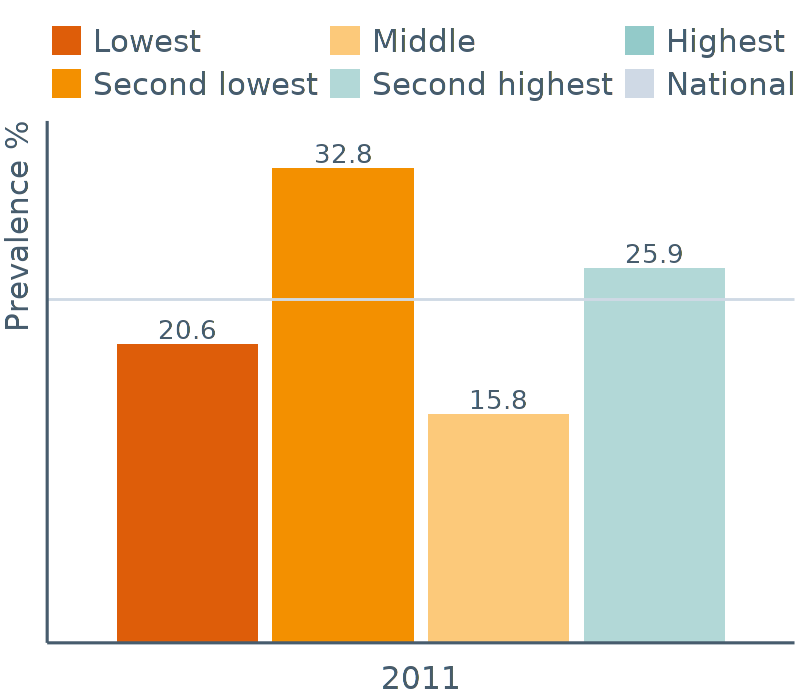 Lowest
Middle
Highest
Second lowest
Second highest
National
Prevalence %
32.8
25.9
20.6
15.8
2011